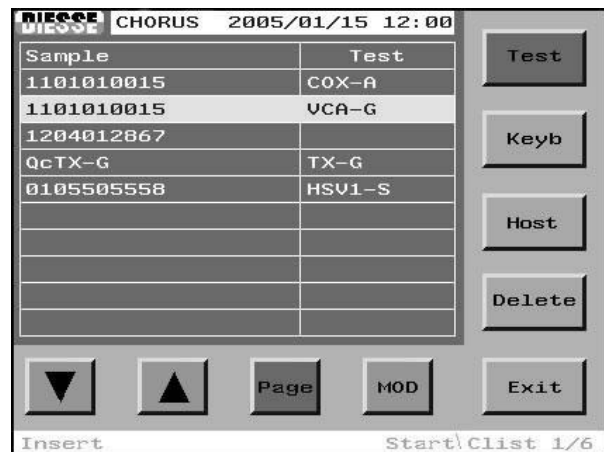 DIESSE CHORUS 2005/01/15 12:00
Sample Test
1101010015 COX-A
1101010015 VCA-G
1204012867
QcTX-G TX-G
0105505558 HSV1-S
Test
Keyb
Host
Delete
Page MOD Exit
Insert Start\Clist 1/6